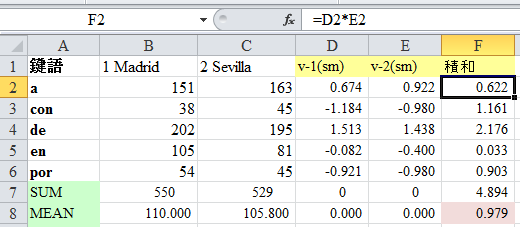 F2 fx =D2*E2
A B C D E F
1 鍵語 1 Madrid 2 Sevilla v-1(sm) v-2(sm) 積和
2 a 151 163 0.674 0.922 0.622
3 con 38 45 -1.184 -0.980 1.161
4 de 202 195 1.513 1.438 2.176
5 en 105 81 -0.082 -0.400 0.033
6 por 54 45 -0.921 -0.980 0.903
7 SUM 550 529 0 0 4.894
8 MEAN 110.000 105.800 0.000 0.000 0.979